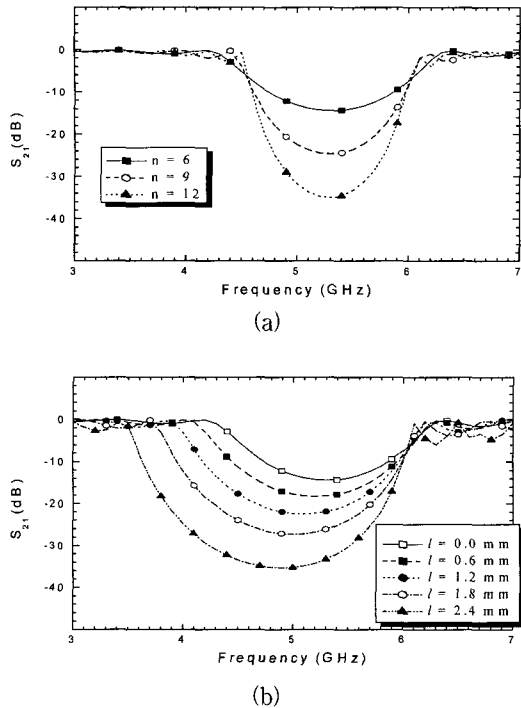 (a)
0
-10
-20
-30
-40
S21(dB)
n = 6
n = 9
n = 12
3 4 5 6 7
Frequency (GHz)
(a)
0
-10
-20
-30
-40
S21(dB)
l = 0.0 mm
l = 0.6 mm
l = 1.2 mm
l = 1.8 mm
l = 2.4 mm
3 4 5 6 7
Frequency (GHz)
(b)